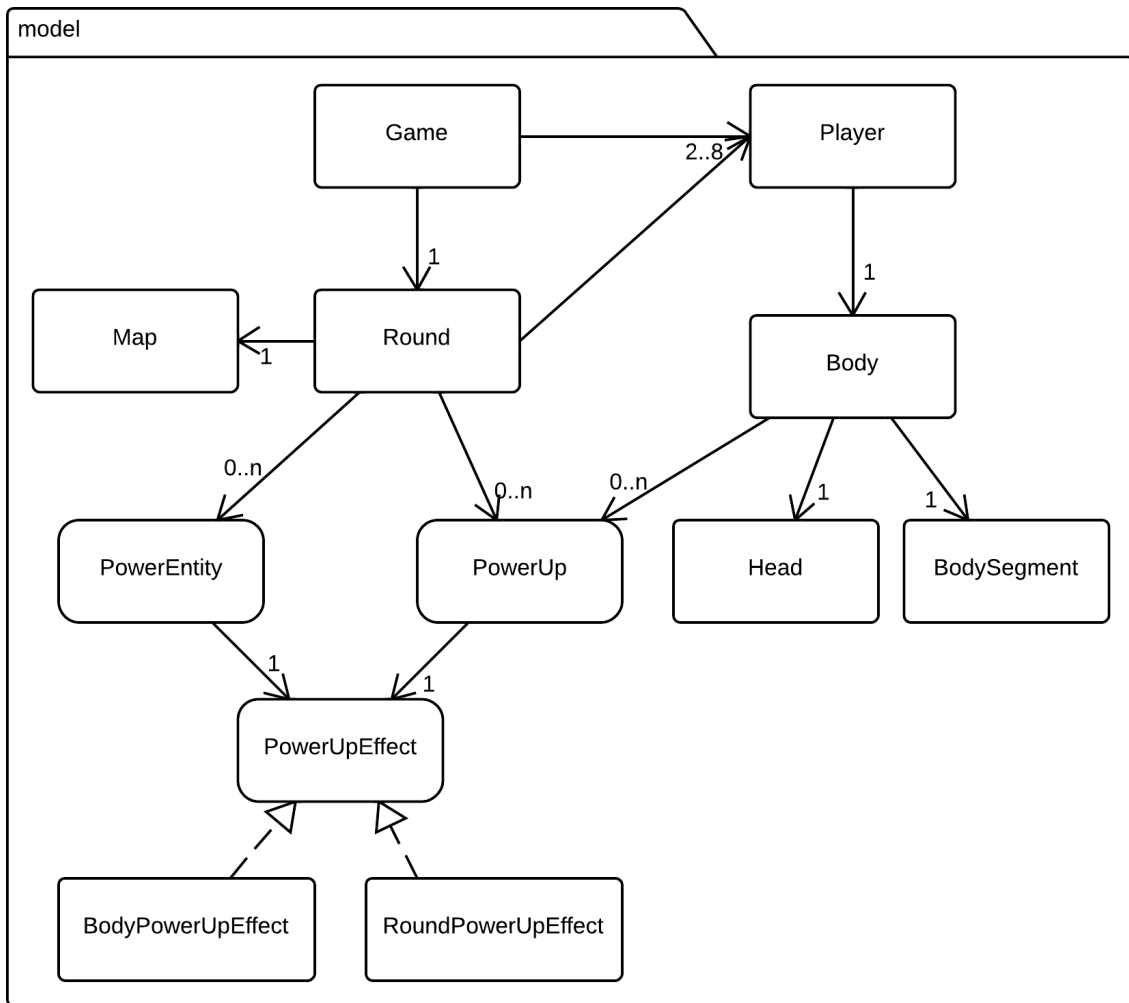 model
Game
Player
2..8
1
1
Map
Round
1
Body
0..n
0..n
0..n
1
1
PowerEntity
PowerUp
Head
BodySegment
1
1
PowerUpEffect
BodyPowerUpEffect
RoundPowerUpEffect